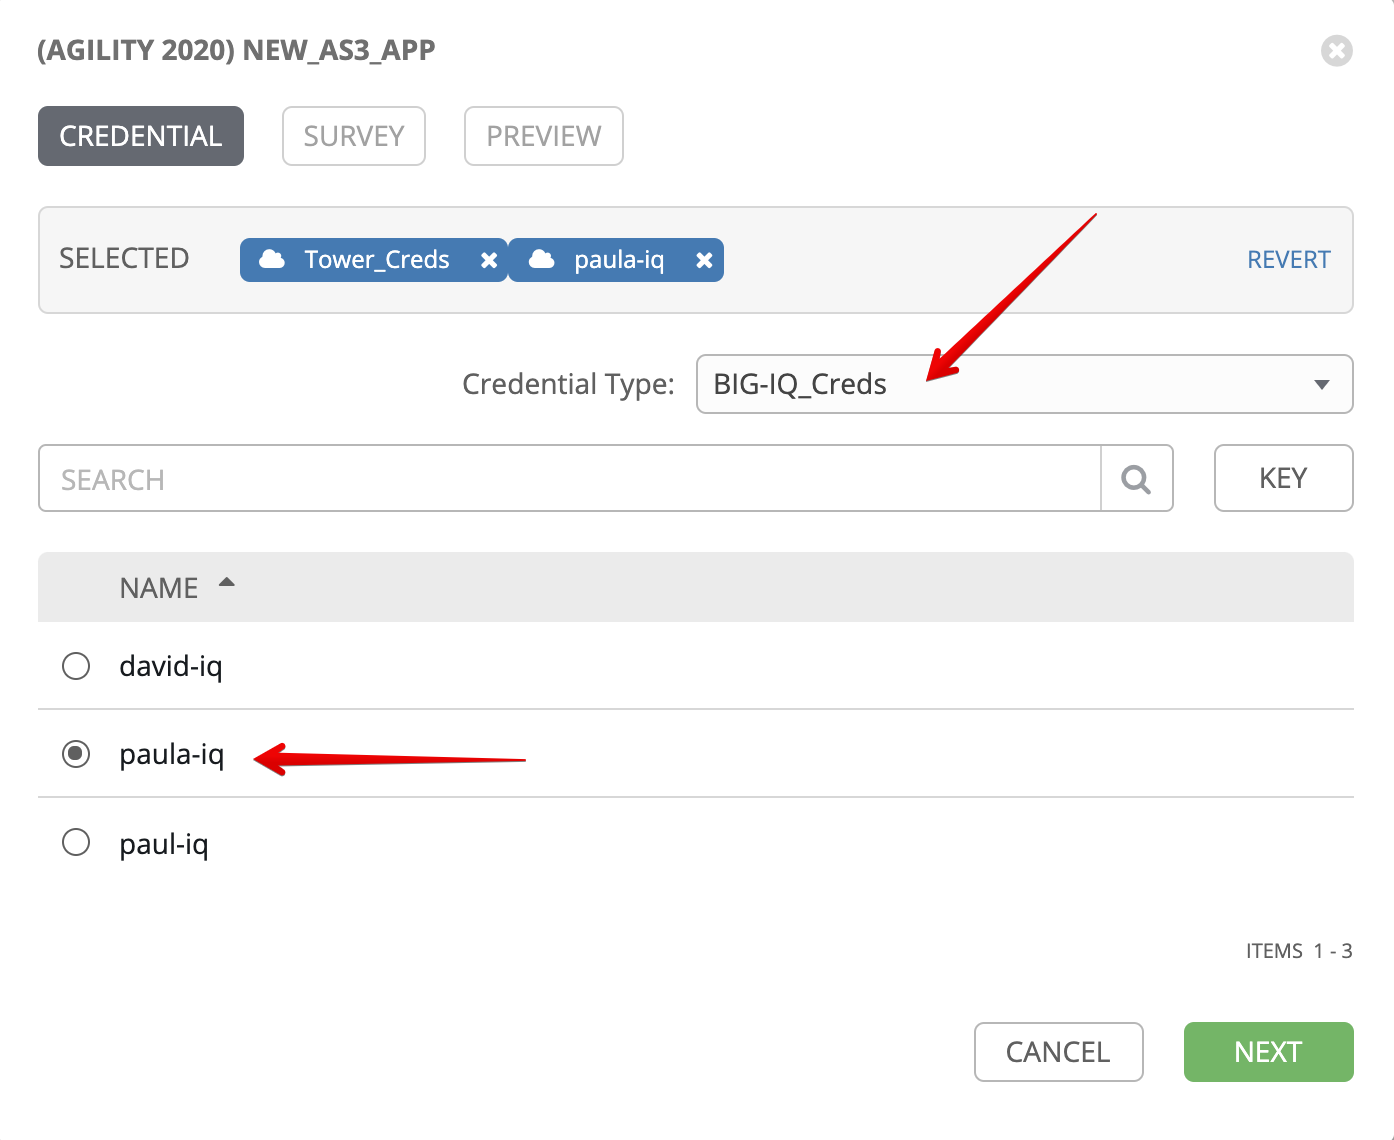 (AGILITY 2020) NEW_AS3_APP
CREDENTIAL SURVEY PREVIEW
SELECTED Tower_Creds paula-iq REVERT
Credential Type: BIG-IQ_Creds
SEARCH KEY
NAME
david-iq
paula-iq
paul-iq
ITEMS 1 - 3
CANCEL NEXT